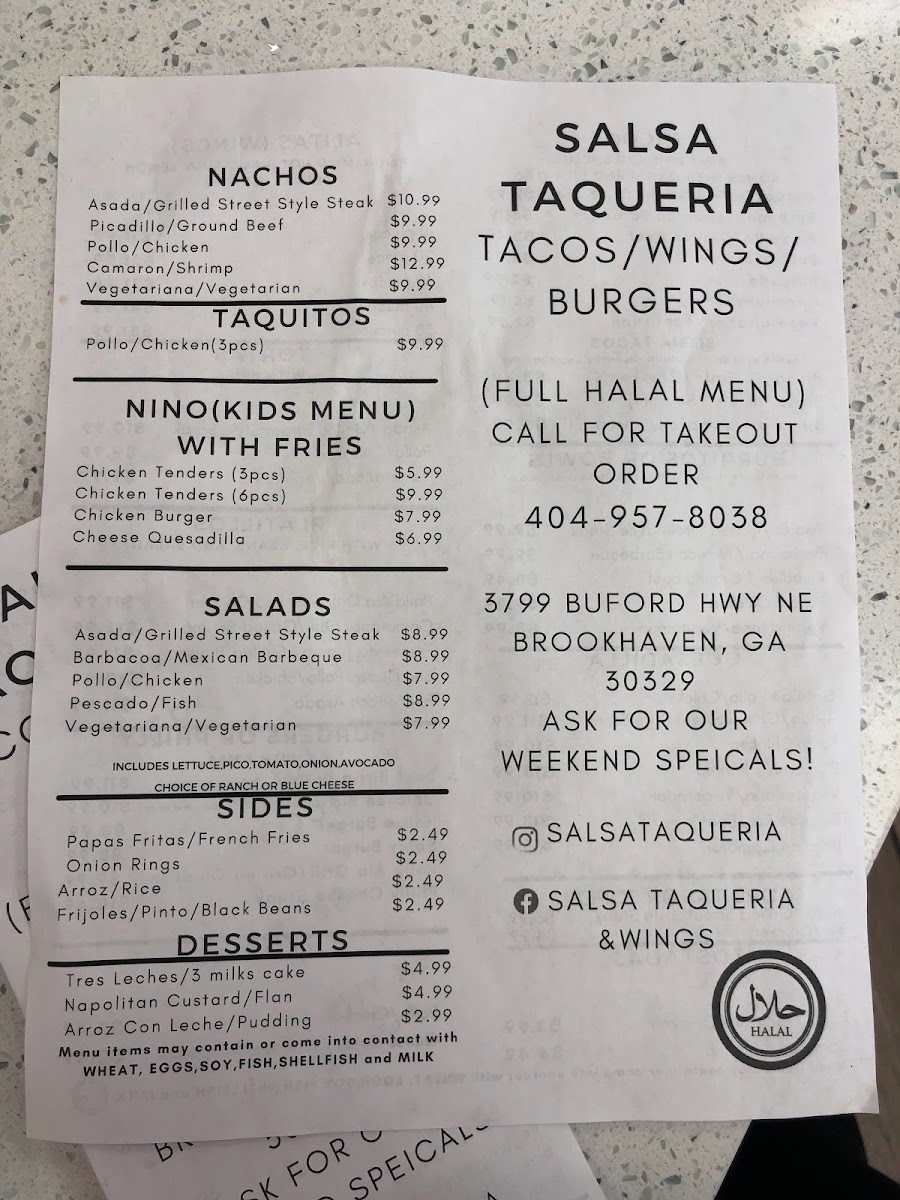 NACHOS
Asada/Grilled Street Style Steak $10.99
Picadillo/Ground Beef $9.99
Pollo/Chicken $9.99
Camaron/Shrimp $12.99
Vegetariana/Vegetarian $9.99
TAQUITOS
Pollo/Chicken(3pcs) $9.99
NINO(KIDS MENU)
WITH FRIES
Chicken Tenders (3pcs) $5.99
Chicken Tenders (6pcs) $9.99
Chicken Burger $7.99
Cheese Quesadilla $6.99
SALADS
Asada/Grilled Street Style Steak $8.99
Barbacoa/Mexican Barbeque $8.99
Pollo/Chicken $7.99
Pescado/Fish $8.99
Vegetariana/Vegetarian $7.99
INCLUDES LETTUCE,PICO,TOMATO,ONION,AVOCADO
CHOICE OF RANCH OR BLUE CHEESE
SIDES
Papas Fritas/French Fries $2.49
Onion Rings $2.49
Arroz/Rice $2.49
Frijoles/Pinto/Black Beans $2.49
DESSERTS
Tres Leches/3 milks cake $4.99
Napolitan Custard/Flan $4.99
Arroz Con Leche/Pudding $2.99
Menu items may contain or come into contact with
WHEAT, EGGS,SOY,FISH,SHELLFISH and MILK
SALSA
TAQUERIA
TACOS/WINGS/
BURGERS
(FULL HALAL MENU)
CALL FOR TAKEOUT
ORDER
404-957-8038
3799 BUFORD HWY NE
BROOKHAVEN, GA
30329
ASK FOR OUR
WEEKEND SPEICALS!
SALSATAQUERIA
SALSA TAQUERIA
&WINGS
حلال
HALAL
SK FOR
SPEICALS